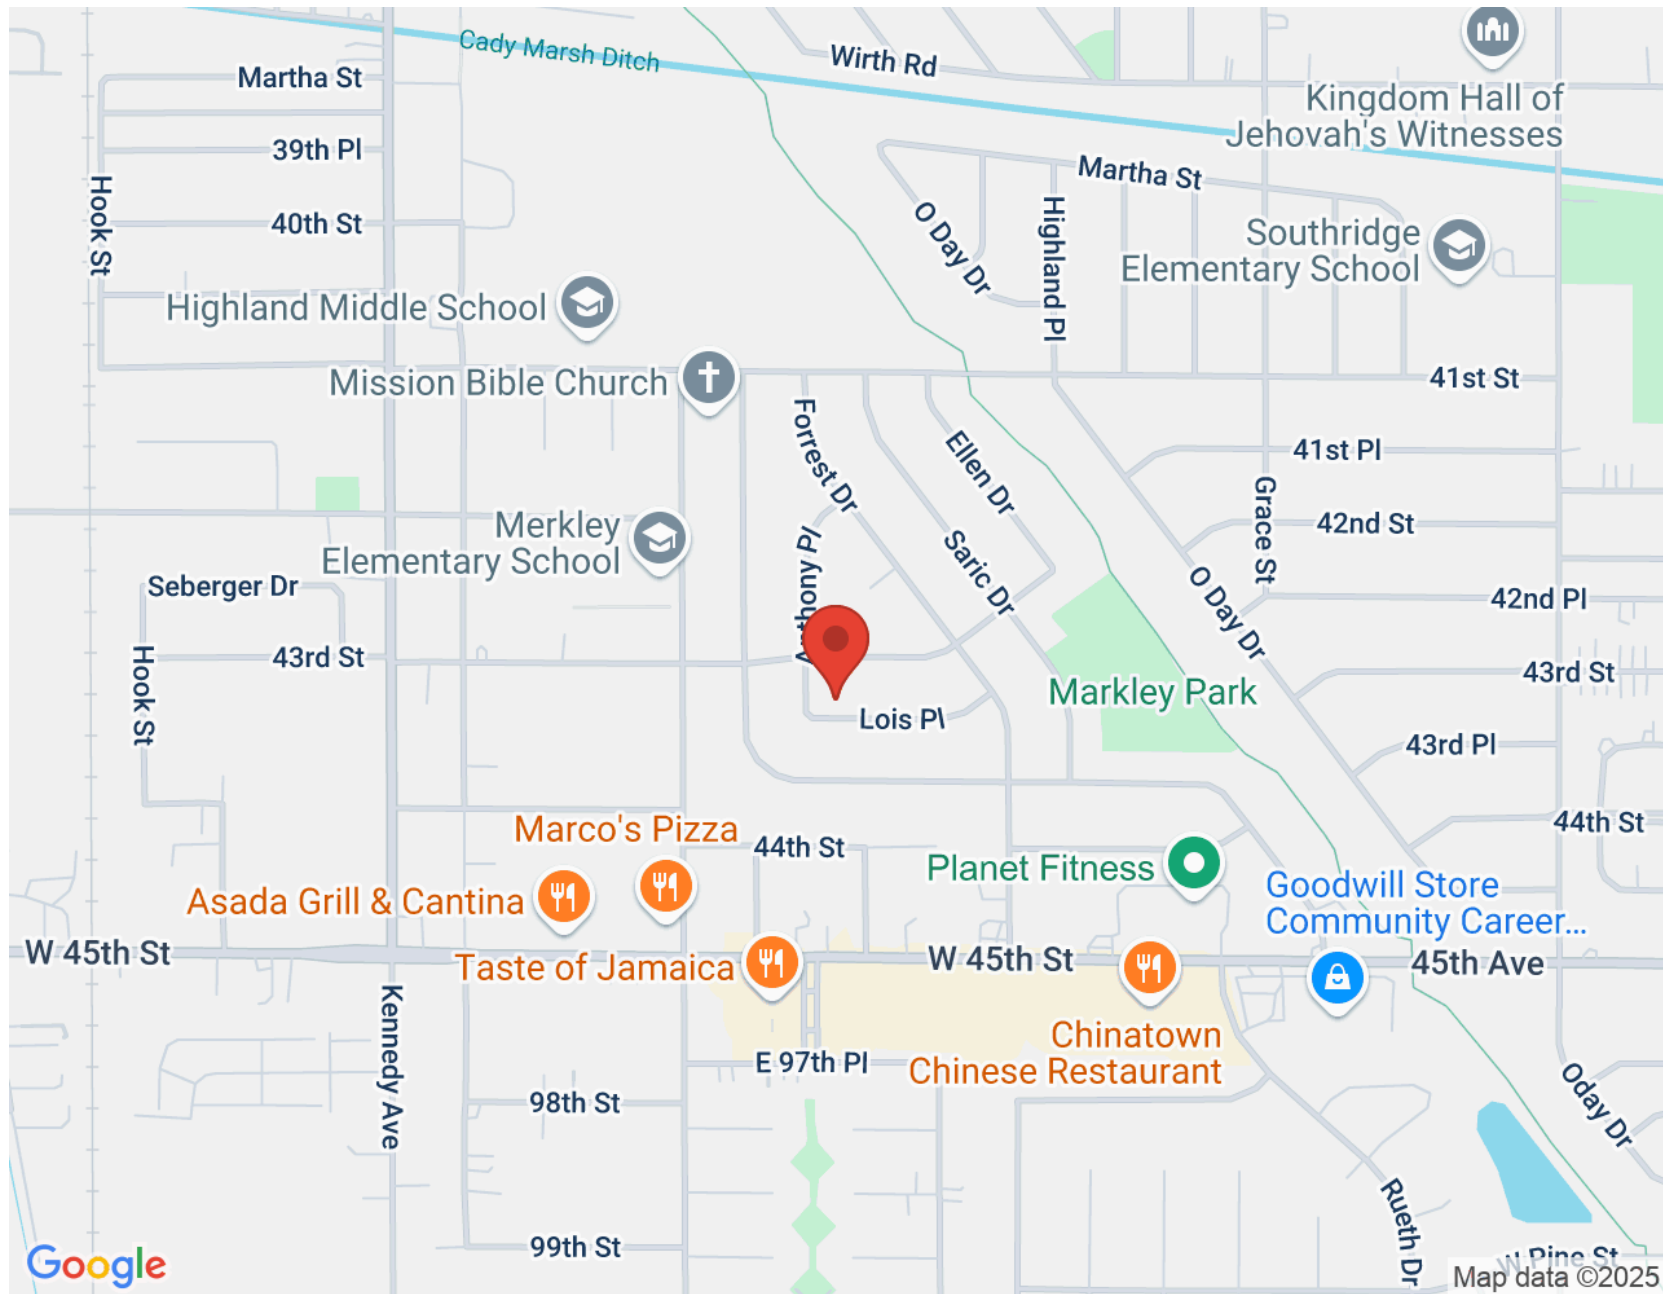 Cady Marsh Ditch
Wirth Rd
Martha St
Kingdom Hall of
Jehovah's Witnesses
39th Pl
Martha St
Hook St
40th St
O Day Dr
Highland Pl
Southridge
Elementary School
Highland Middle School
Mission Bible Church
41st St
Forrest Dr
Ellen Dr
41st Pl
Grace St
Merkley
Elementary School
42nd St
Saric Dr
Seberger Dr
O Day Dr
42nd Pl
Hook St
43rd St
43rd St
Markley Park
Lois Pl
43rd Pl
Marco's Pizza
44th St
44th St
Planet Fitness
Asada Grill & Cantina
Goodwill Store
Community Career...
W 45th St
Taste of Jamaica
W 45th St
45th Ave
Kennedy Ave
Chinatown
Chinese Restaurant
E 97th Pl
98th St
Oday Dr
Rueth Dr
99th St
W Pine St
Google
Map data ©2025